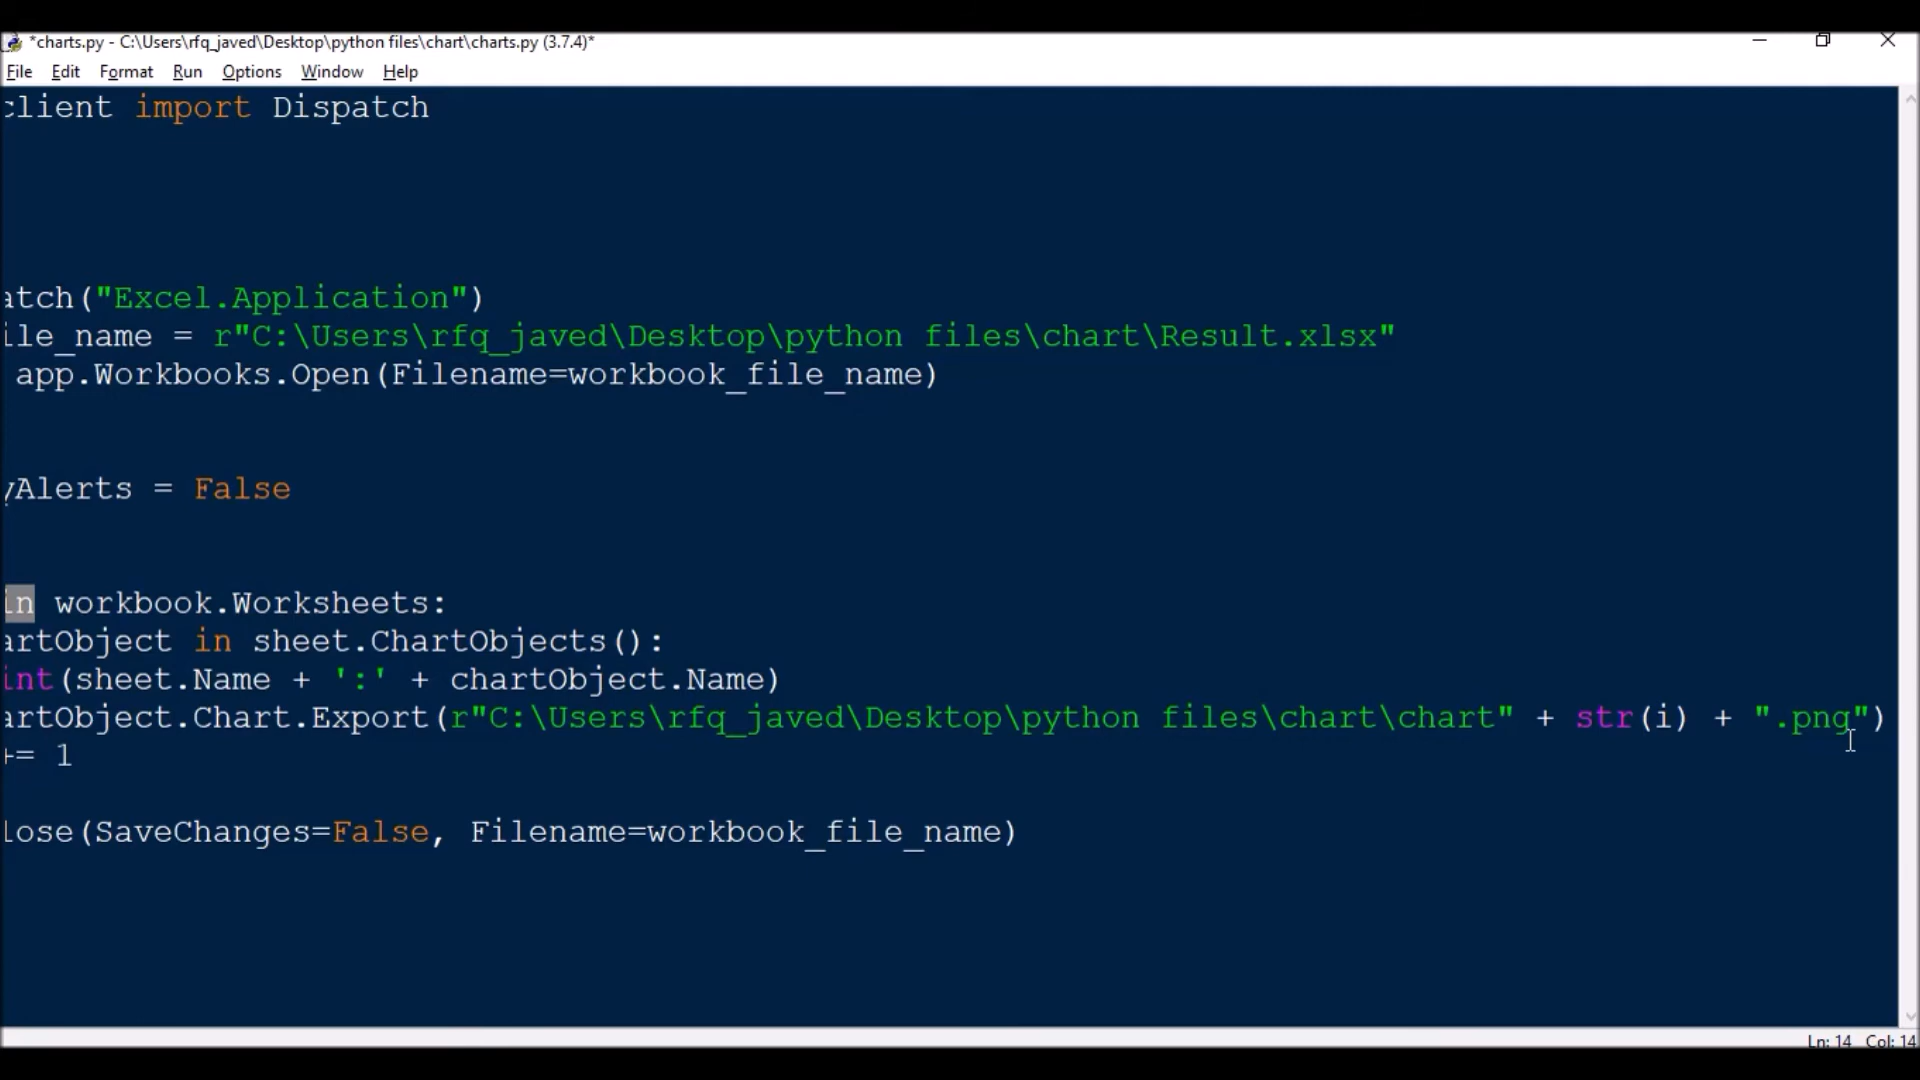 *charts.py - C:\Users\rfq_javed\Desktop\python files\chart\charts.py (3.7.4)*
File Edit Format Run Options Window Help
client import Dispatch
atch("Excel.Application")
ile_name = r"C:\Users\rfq_javed\Desktop\python files\chart\Result.xlsx"
app.Workbooks.Open(Filename=workbook_file_name)
yAlerts = False
in workbook.Worksheets:
artObject in sheet.ChartObjects():
int(sheet.Name + ':' + chartObject.Name)
artObject.Chart.Export(r"C:\Users\rfq_javed\Desktop\python files\chart\chart" + str(i) + ".png")
+= 1
lose(SaveChanges=False, Filename=workbook_file_name)
Ln: 14 Col: 14